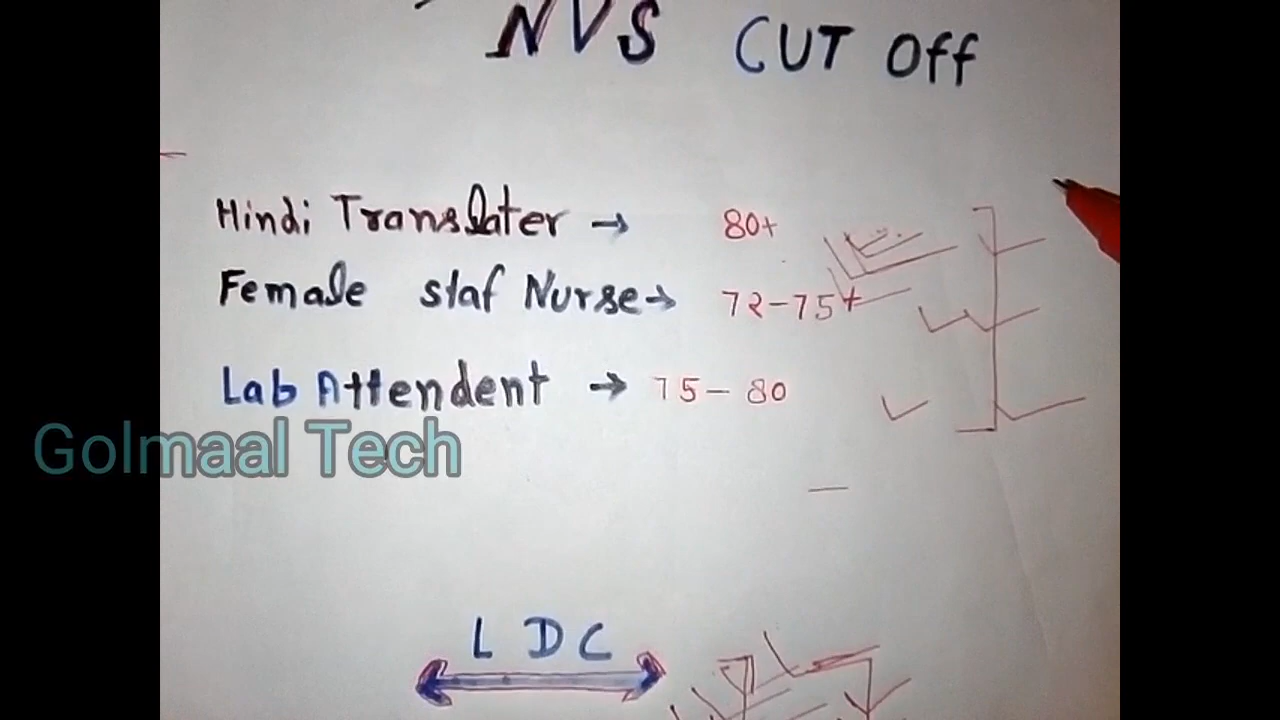 NVS CUT Off
Hindi Translater → 80+
Female staf Nurse → 72-75+
Lab Attendent → 75-80
Golmaal Tech
LDC